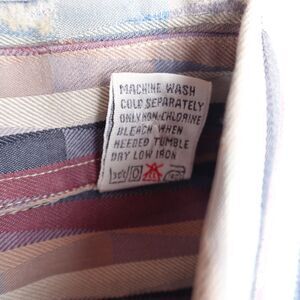 MACHINE WASH
COLD SEPARATELY
ONLY NON-CHLORINE
BLEACH WHEN
NEEDED TUMBLE
DRY LOW IRON